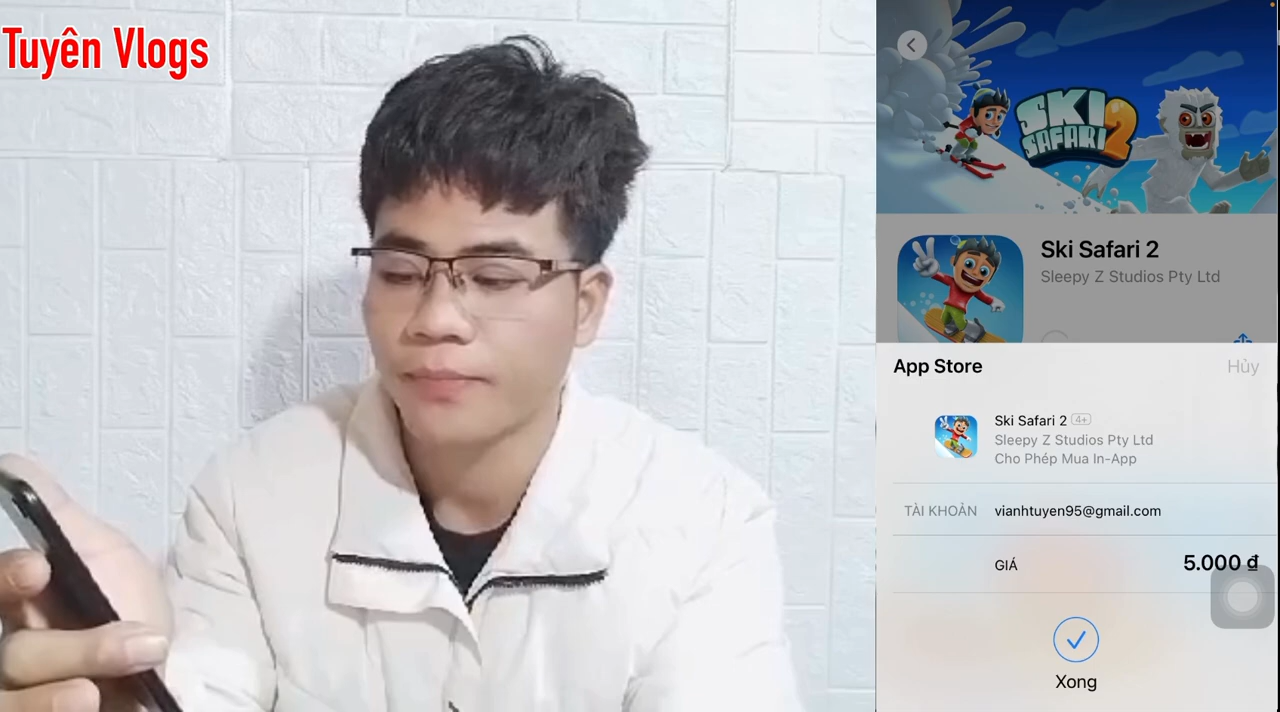 Tuyên Vlogs
SKI
SAFARI 2
Ski Safari 2
Sleepy Z Studios Pty Ltd
App Store
Hủy
Ski Safari 2 4+
Sleepy Z Studios Pty Ltd
Cho Phép Mua In-App
TÀI KHOẢN vianhtuyen95@gmail.com
GIÁ 5.000 ₫
Xong